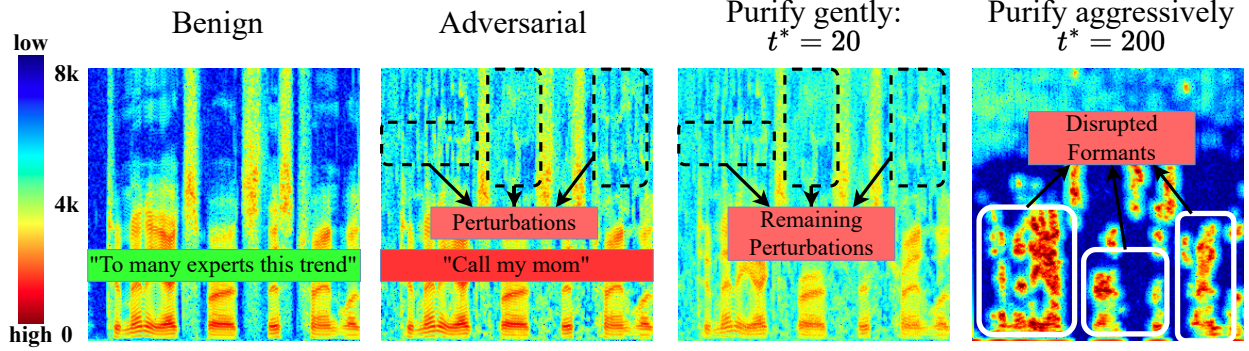 Benign
Adversarial
Purify gently:
t* = 20
Purify aggressively
t* = 200
low
8k
4k
high 0
"To many experts this trend"
Perturbations
"Call my mom"
Remaining
Perturbations
Disrupted
Formants